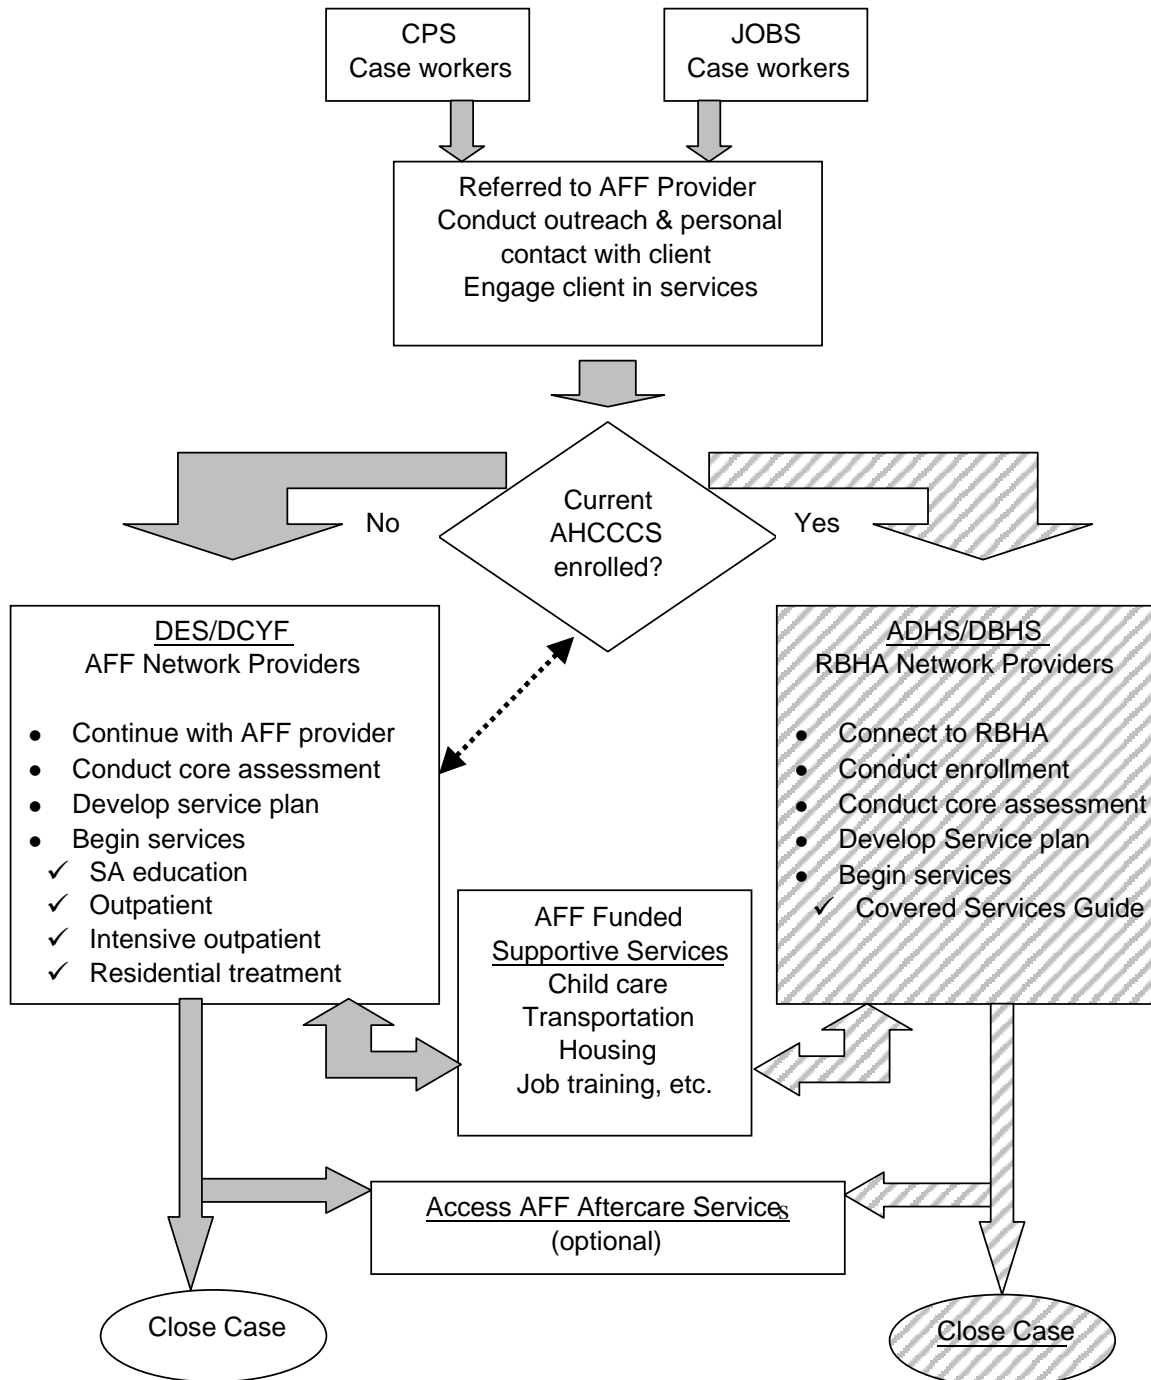 CPS
Case workers
JOBS
Case workers
Referred to AFF Provider
Conduct outreach & personal
contact with client
Engage client in services
Current
AHCCCS
enrolled?
No
Yes
DES/DCYF
AFF Network Providers
● Continue with AFF provider
● Conduct core assessment
● Develop service plan
● Begin services
✓ SA education
✓ Outpatient
✓ Intensive outpatient
✓ Residential treatment
ADHS/DBHS
RBHA Network Providers
● Connect to RBHA
● Conduct enrollment
● Conduct core assessment
● Develop Service plan
● Begin services
✓ Covered Services Guide
AFF Funded
Supportive Services
Child care
Transportation
Housing
Job training, etc.
Access AFF Aftercare Services
(optional)
Close Case
Close Case